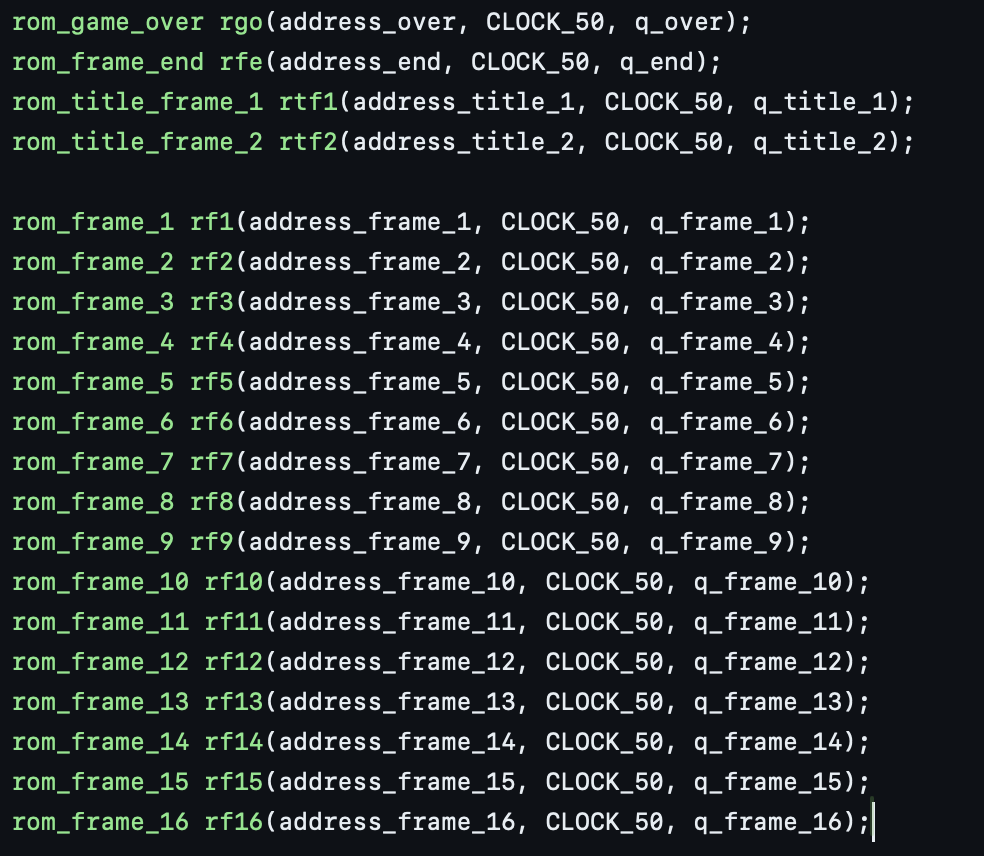 rom_game_over rgo(address_over, CLOCK_50, q_over);
rom_frame_end rfe(address_end, CLOCK_50, q_end);
rom_title_frame_1 rtf1(address_title_1, CLOCK_50, q_title_1);
rom_title_frame_2 rtf2(address_title_2, CLOCK_50, q_title_2);

rom_frame_1 rf1(address_frame_1, CLOCK_50, q_frame_1);
rom_frame_2 rf2(address_frame_2, CLOCK_50, q_frame_2);
rom_frame_3 rf3(address_frame_3, CLOCK_50, q_frame_3);
rom_frame_4 rf4(address_frame_4, CLOCK_50, q_frame_4);
rom_frame_5 rf5(address_frame_5, CLOCK_50, q_frame_5);
rom_frame_6 rf6(address_frame_6, CLOCK_50, q_frame_6);
rom_frame_7 rf7(address_frame_7, CLOCK_50, q_frame_7);
rom_frame_8 rf8(address_frame_8, CLOCK_50, q_frame_8);
rom_frame_9 rf9(address_frame_9, CLOCK_50, q_frame_9);
rom_frame_10 rf10(address_frame_10, CLOCK_50, q_frame_10);
rom_frame_11 rf11(address_frame_11, CLOCK_50, q_frame_11);
rom_frame_12 rf12(address_frame_12, CLOCK_50, q_frame_12);
rom_frame_13 rf13(address_frame_13, CLOCK_50, q_frame_13);
rom_frame_14 rf14(address_frame_14, CLOCK_50, q_frame_14);
rom_frame_15 rf15(address_frame_15, CLOCK_50, q_frame_15);
rom_frame_16 rf16(address_frame_16, CLOCK_50, q_frame_16);